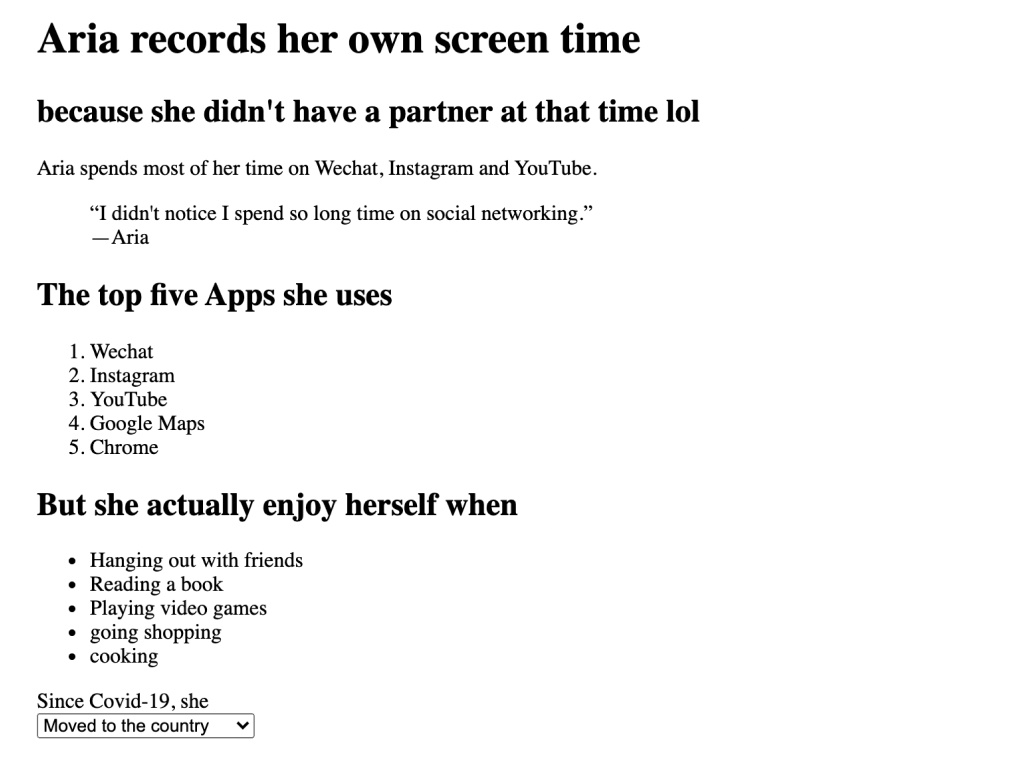 Aria records her own screen time
because she didn't have a partner at that time lol
Aria spends most of her time on Wechat, Instagram and YouTube.
“I didn't notice I spend so long time on social networking.”
—Aria
The top five Apps she uses
1. Wechat
2. Instagram
3. YouTube
4. Google Maps
5. Chrome
But she actually enjoy herself when
• Hanging out with friends
• Reading a book
• Playing video games
• going shopping
• cooking
Since Covid-19, she
Moved to the country